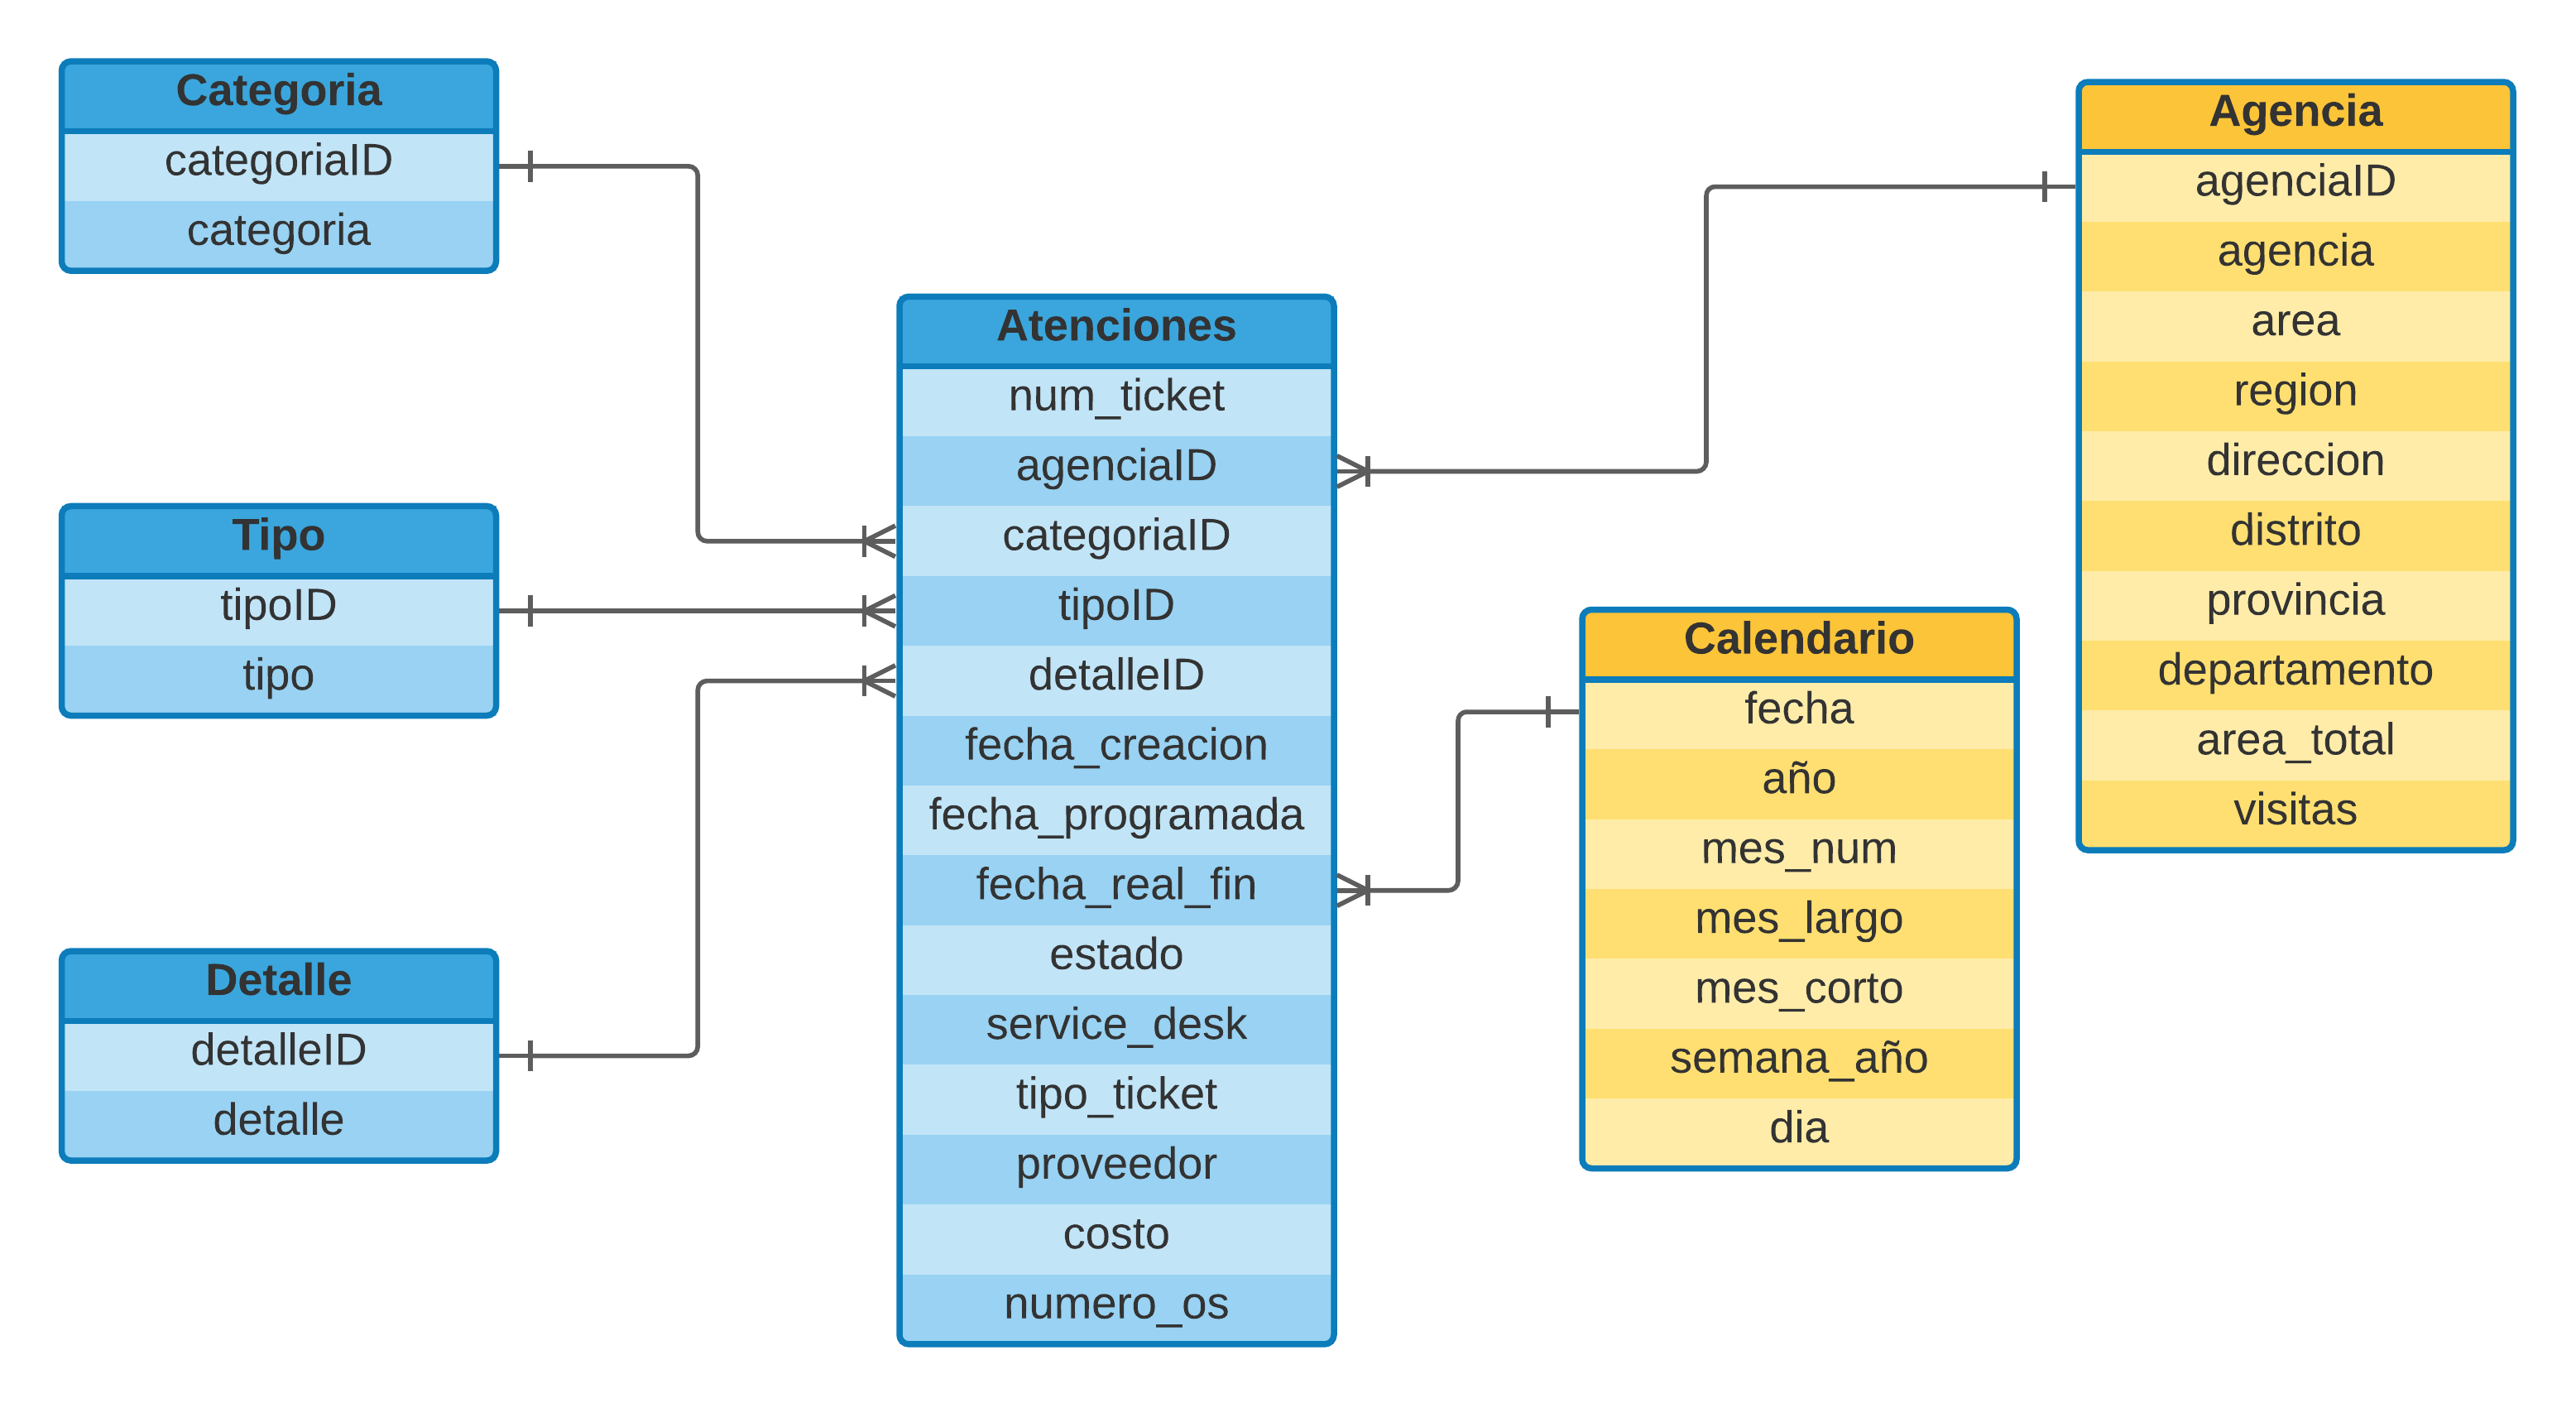 Categoria
categoriaID
categoria
Tipo
tipoID
tipo
Detalle
detalleID
detalle
Atenciones
num_ticket
agenciaID
categoriaID
tipoID
detalleID
fecha_creacion
fecha_programada
fecha_real_fin
estado
service_desk
tipo_ticket
proveedor
costo
numero_os
Calendario
fecha
año
mes_num
mes_largo
mes_corto
semana_año
dia
Agencia
agenciaID
agencia
area
region
direccion
distrito
provincia
departamento
area_total
visitas